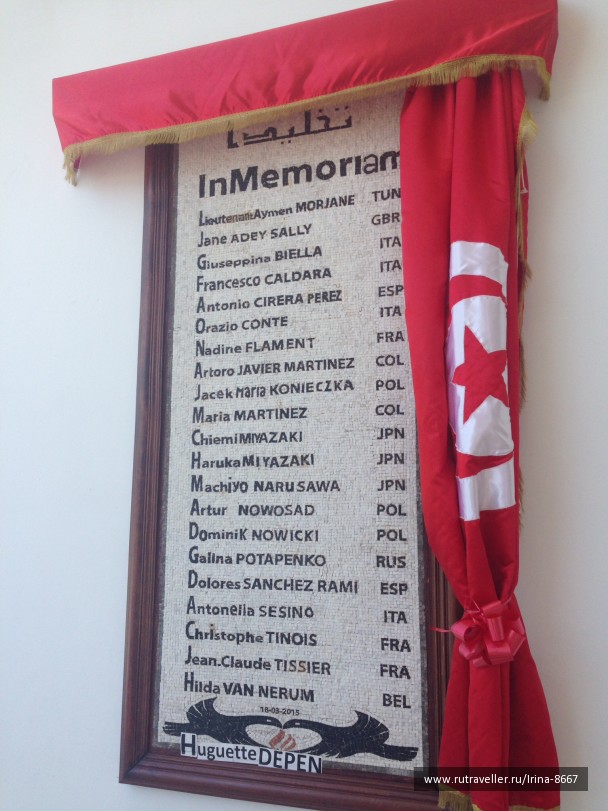 تخليدا
InMemoriam
Lieutenant Aymen MORJANE TUN
Jane ADEY SALLY GBR
Giuseppina BIELLA ITA
Francesco CALDARA ITA
Antonio CIRERA PEREZ ESP
Orazio CONTE ITA
Nadine FLAMENT FRA
Artoro JAVIER MARTINEZ COL
Jacek Maria KONIECZKA POL
Maria MARTINEZ COL
Chiemi MIYAZAKI JPN
Haruka MIYAZAKI JPN
Machiyo NARUSAWA JPN
Artur NOWOSAD POL
Dominik NOWICKI POL
Galina POTAPENKO RUS
Dolores SANCHEZ RAMI ESP
Antonella SESINO ITA
Christophe TINOIS FRA
Jean.Claude TISSIER FRA
Hilda VAN NERUM BEL
18-03-2015
Huguette DEPEN
www.rutraveller.ru/Irina-8667